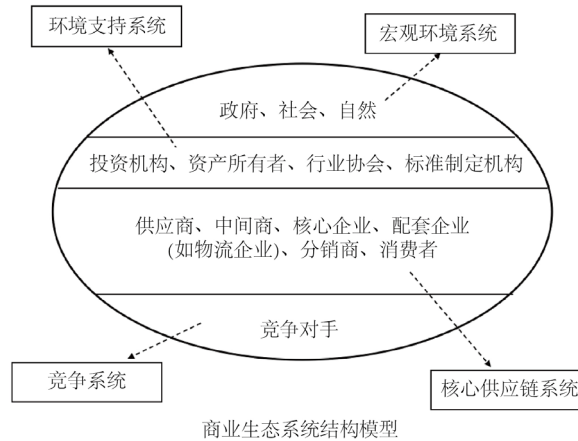 环境支持系统
宏观环境系统
政府、社会、自然
投资机构、资产所有者、行业协会、标准制定机构
供应商、中间商、核心企业、配套企业
(如物流企业)、分销商、消费者
竞争对手
竞争系统
核心供应链系统
商业生态系统结构模型